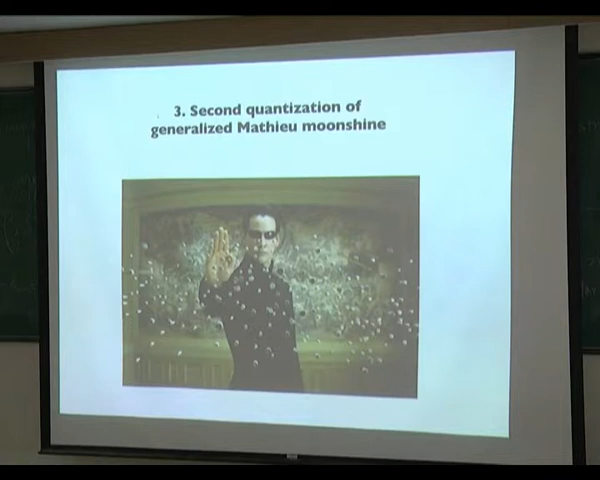 3. Second quantization of
generalized Mathieu moonshine